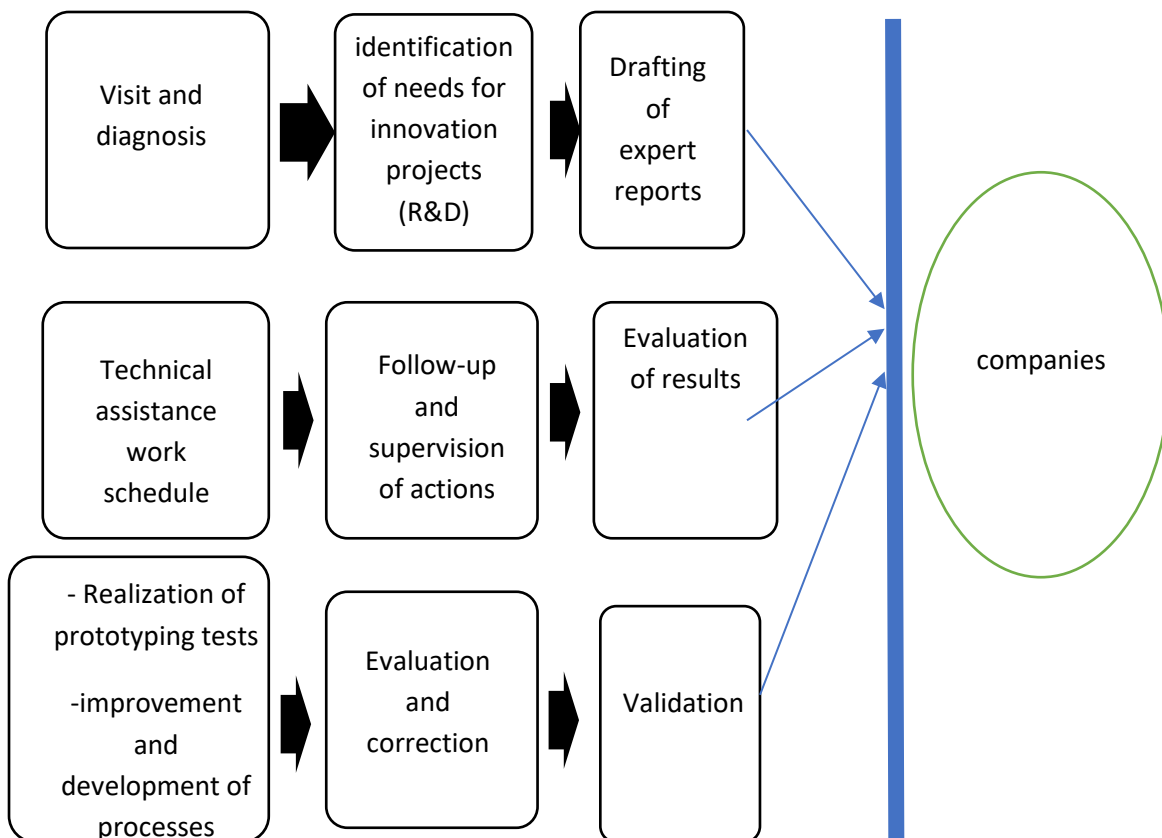 Visit and
diagnosis
identification
of needs for
innovation
projects
(R&D)
Drafting
of
expert
reports
Technical
assistance
work
schedule
Follow-up
and
supervision
of actions
Evaluation
of results
companies
- Realization of
prototyping tests
-improvement
and
development of
processes
Evaluation
and
correction
Validation